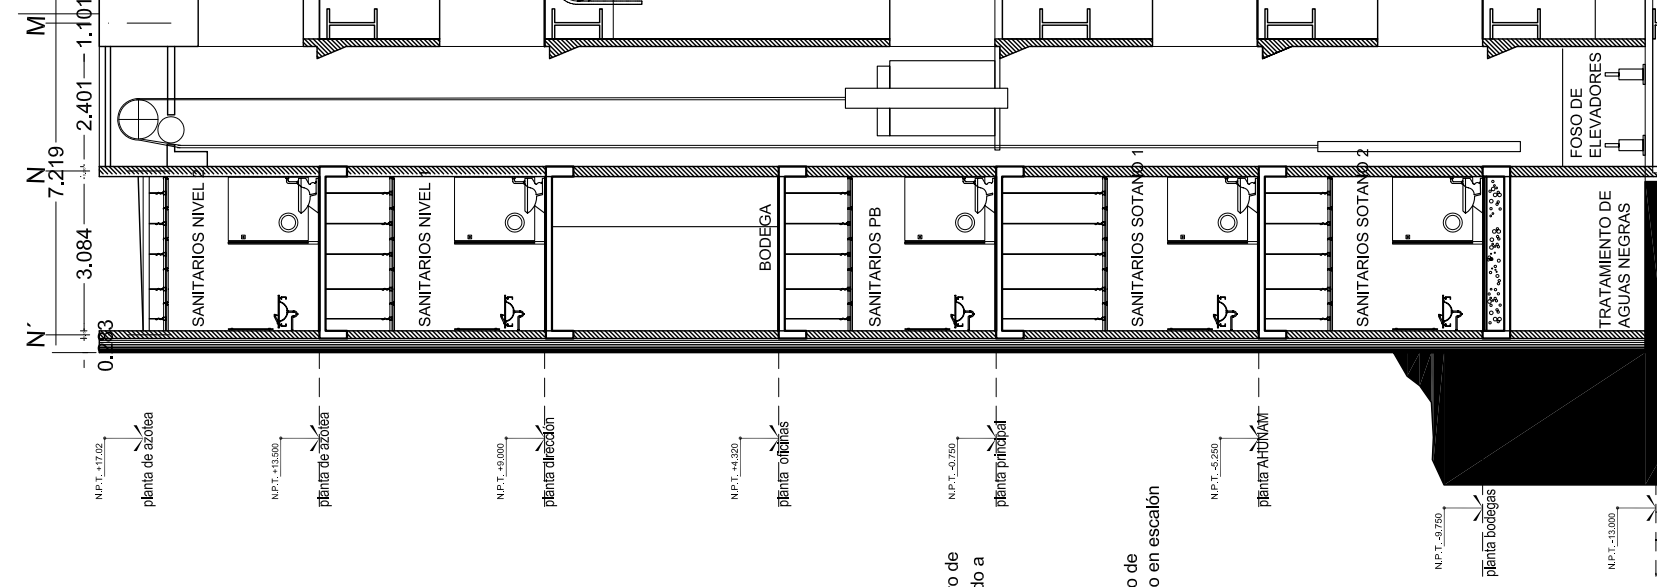 M
N
N´
1.101
2.401
7.219
3.084
0.283
SANITARIOS NIVEL 2
SANITARIOS NIVEL 1
BODEGA
SANITARIOS PB
SANITARIOS SOTANO 1
SANITARIOS SOTANO 2
FOSO DE
ELEVADORES
TRATAMIENTO DE
AGUAS NEGRAS
N.P.T. +17.02
planta de azotea
N.P.T. +13.500
planta de azotea
N.P.T. +9.000
planta dirección
N.P.T. +4.320
planta oficinas
N.P.T. -0.750
planta principal
N.P.T. -5.250
planta AHUNAM
N.P.T. -9.750
planta bodegas
N.P.T. -13.000
ro de
do a
o de
o en escalón